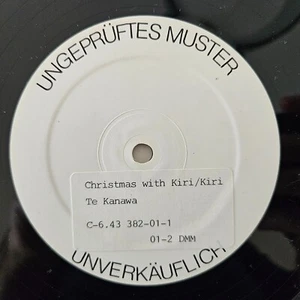 UNGEPRÜFTES MUSTER
Christmas with Kiri/Kiri
Te Kanawa
C-6.43 382-01-1
01-2 DMM
UNVERKÄUFLICH